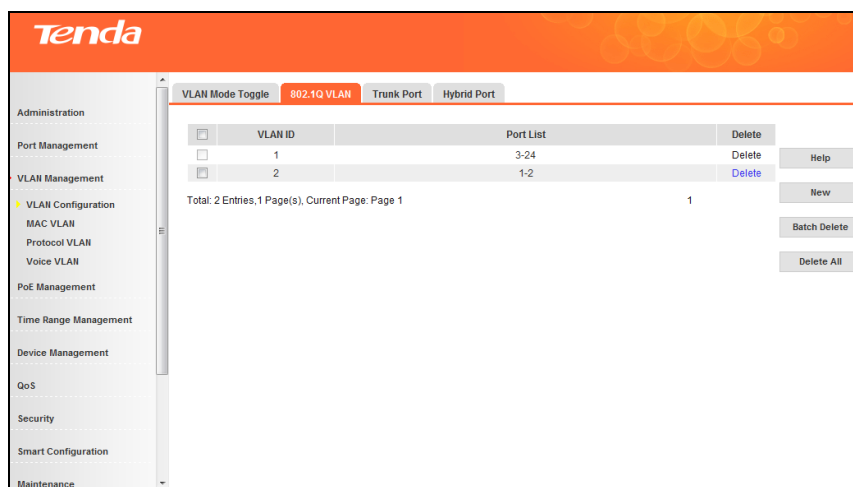 Tenda
Administration
Port Management
VLAN Management
VLAN Configuration
MAC VLAN
Protocol VLAN
Voice VLAN
PoE Management
Time Range Management
Device Management
QoS
Security
Smart Configuration
Maintenance
VLAN Mode Toggle 802.1Q VLAN Trunk Port Hybrid Port
VLAN ID Port List Delete
1 3-24 Delete
2 1-2 Delete
Total: 2 Entries,1 Page(s), Current Page: Page 1 1
Help
New
Batch Delete
Delete All